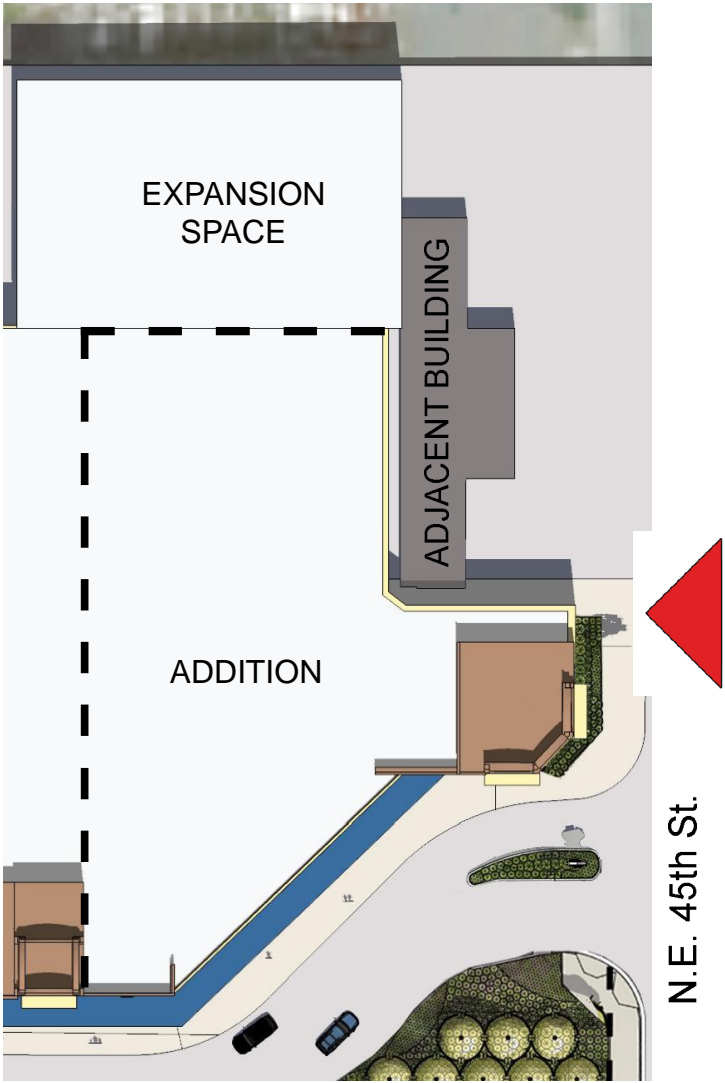 EXPANSION
SPACE
ADJACENT BUILDING
ADDITION
N.E. 45th St.